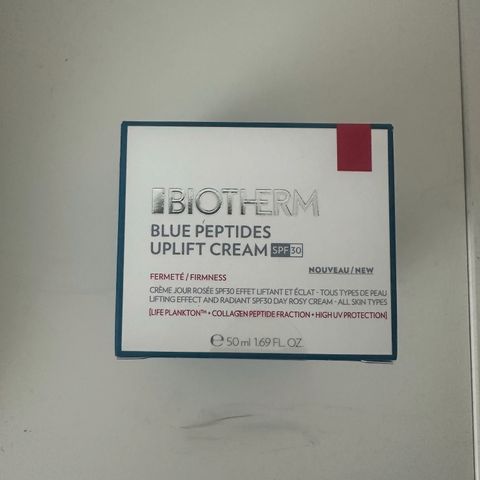 BIOTHERM
BLUE PEPTIDES
UPLIFT CREAM SPF 30
NOUVEAU / NEW
FERMETÉ / FIRMNESS
CRÈME JOUR ROSÉE SPF30 EFFET LIFTANT ET ÉCLAT - TOUS TYPES DE PEAU
LIFTING EFFECT AND RADIANT SPF30 DAY ROSY CREAM - ALL SKIN TYPES
[LIFE PLANKTON™ + COLLAGEN PEPTIDE FRACTION + HIGH UV PROTECTION]
℮ 50 ml 1.69 FL. OZ.